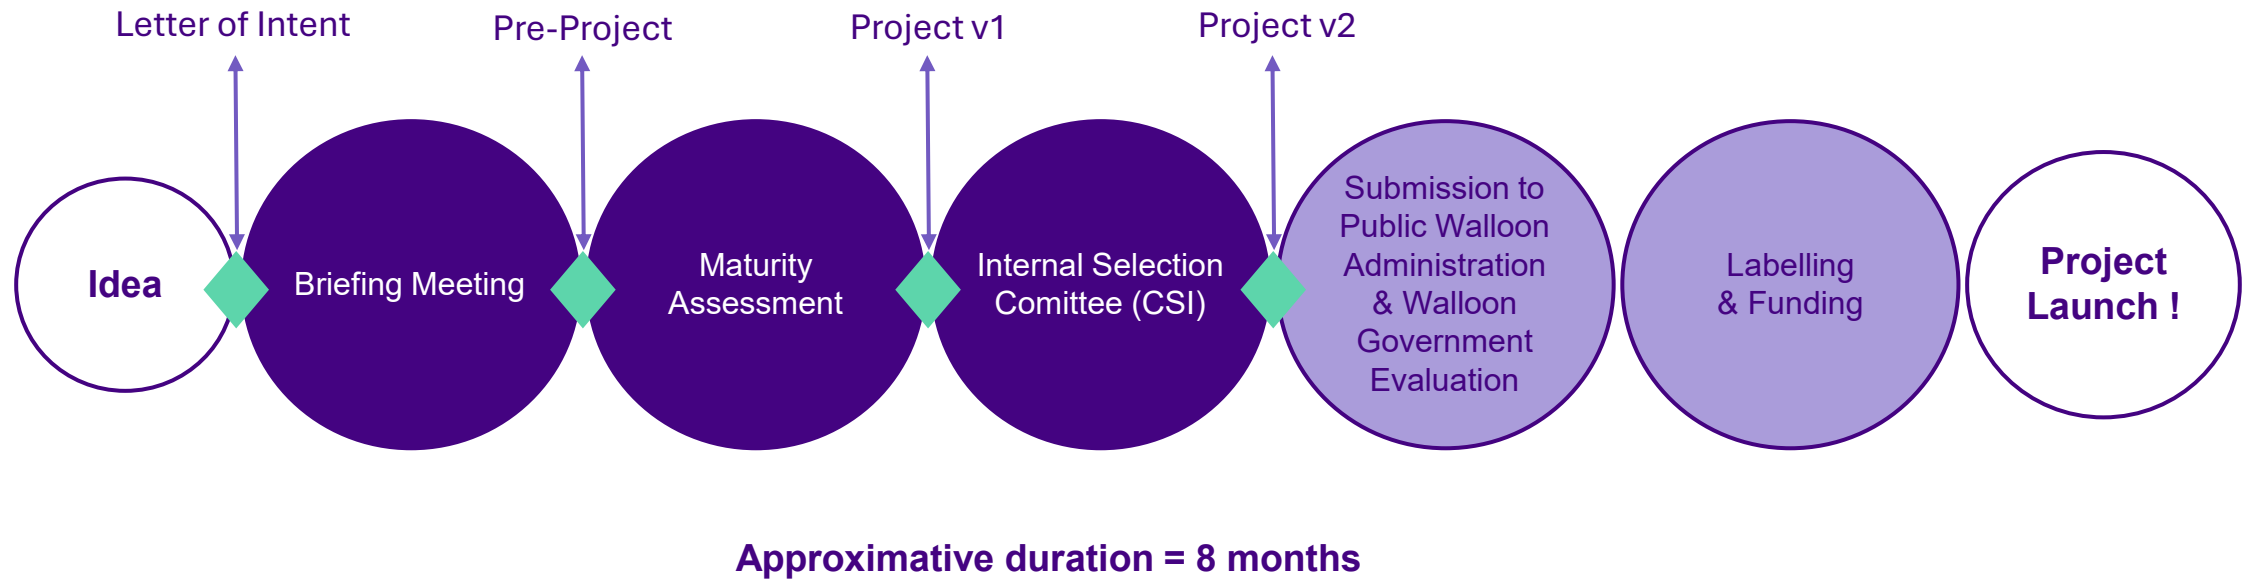 Letter of Intent
Pre-Project
Project v1
Project v2
Idea
Briefing Meeting
Maturity
Assessment
Internal Selection
Comittee (CSI)
Submission to
Public Walloon
Administration
& Walloon
Government
Evaluation
Labelling
& Funding
Project
Launch !
Approximative duration = 8 months